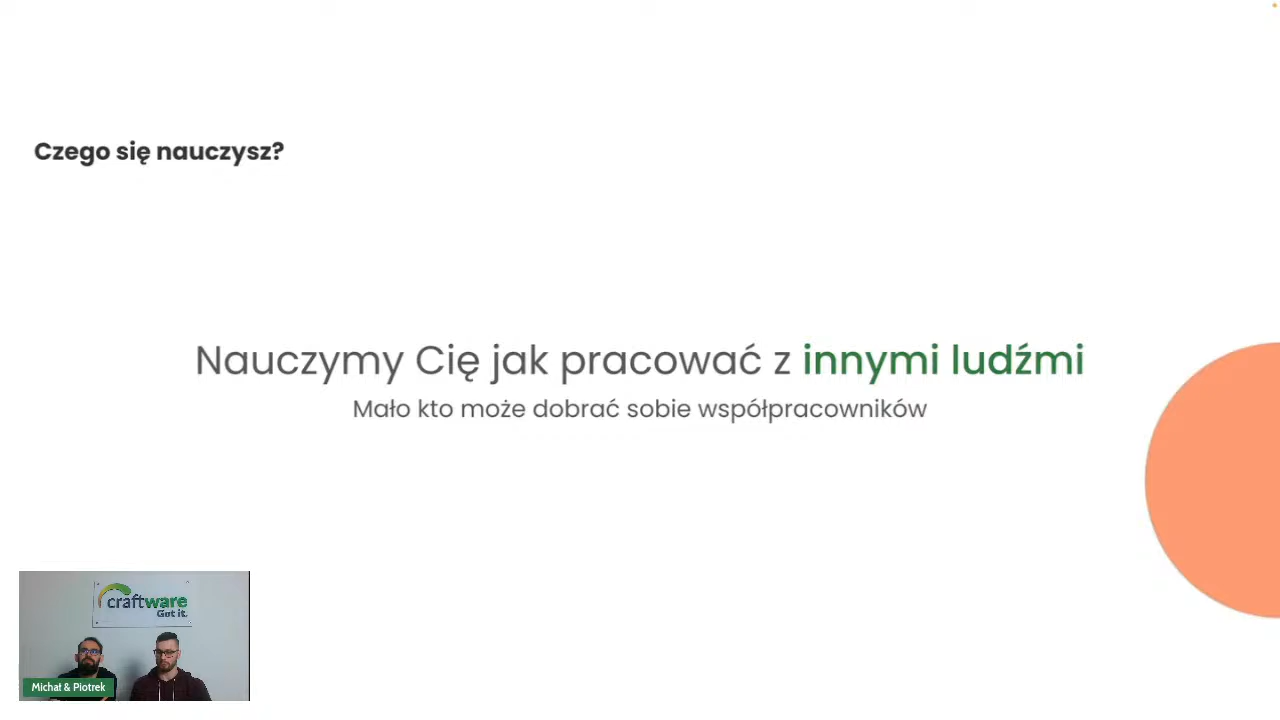 Czego się nauczysz?
Nauczymy Cię jak pracować z innymi ludźmi
Mało kto może dobrać sobie współpracowników
craftware
Got it.
Michał & Piotrek